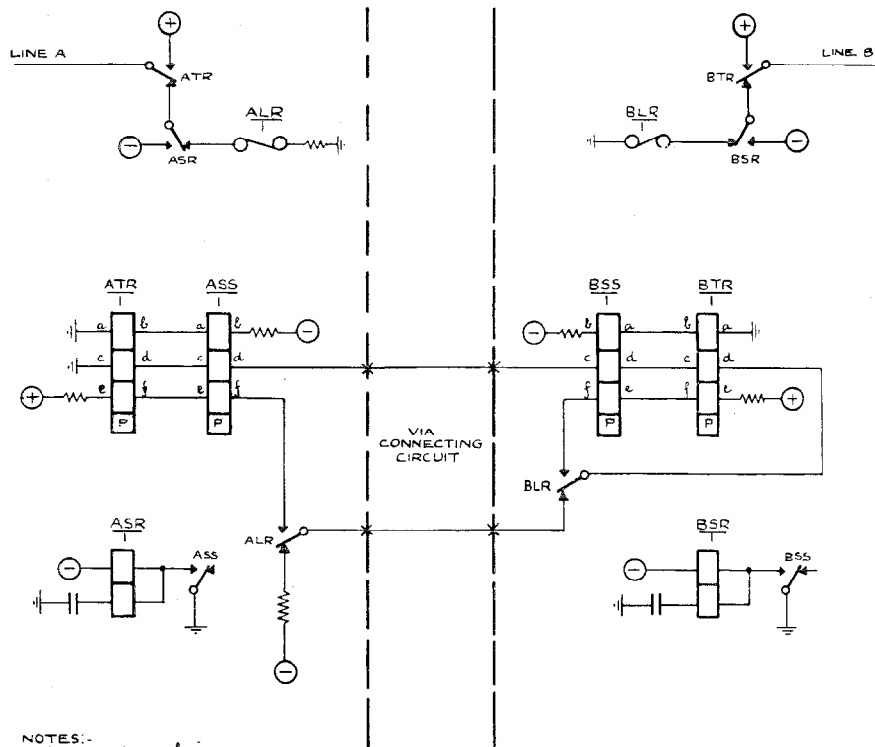 LINE A
LINE B
ATR
BTR
ALR
BLR
ASR
BSR
ATR
ASS
BSS
BTR
a b a b
b a b a
c d c d
c d c d
e f e f
f e f e
P P
P P
VIA
CONNECTING
CIRCUIT
BLR
ALR
ASR
ASS
BSR
BSS
NOTES:-